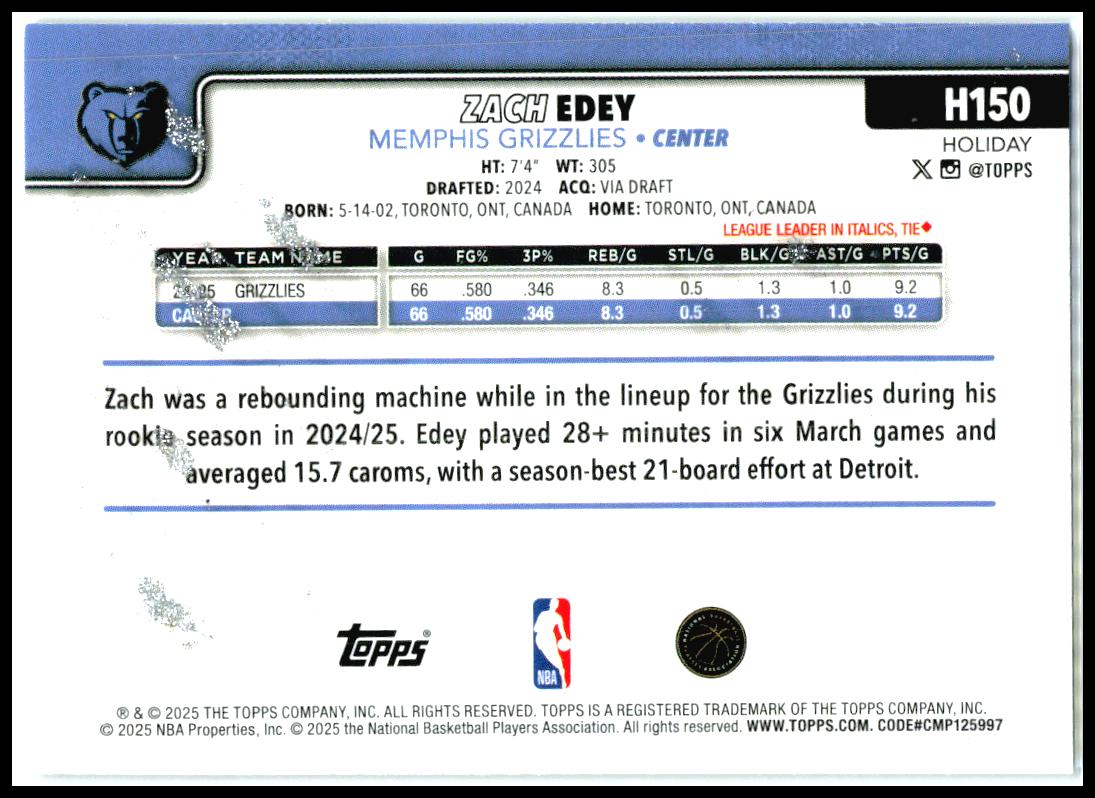 H150
HOLIDAY
@TOPPS
ZACH EDEY
MEMPHIS GRIZZLIES • CENTER
HT: 7'4" WT: 305
DRAFTED: 2024 ACQ: VIA DRAFT
BORN: 5-14-02, TORONTO, ONT, CANADA HOME: TORONTO, ONT, CANADA
LEAGUE LEADER IN ITALICS, TIE♦
YEAR TEAM NAME G FG% 3P% REB/G STL/G BLK/G AST/G PTS/G
24-25 GRIZZLIES 66 .580 .346 8.3 0.5 1.3 1.0 9.2
CAREER 66 .580 .346 8.3 0.5 1.3 1.0 9.2
Zach was a rebounding machine while in the lineup for the Grizzlies during his
rookie season in 2024/25. Edey played 28+ minutes in six March games and
averaged 15.7 caroms, with a season-best 21-board effort at Detroit.
Topps®
NBA
® & © 2025 THE TOPPS COMPANY, INC. ALL RIGHTS RESERVED. TOPPS IS A REGISTERED TRADEMARK OF THE TOPPS COMPANY, INC.
© 2025 NBA Properties, Inc. © 2025 the National Basketball Players Association. All rights reserved. WWW.TOPPS.COM. CODE#CMP125997